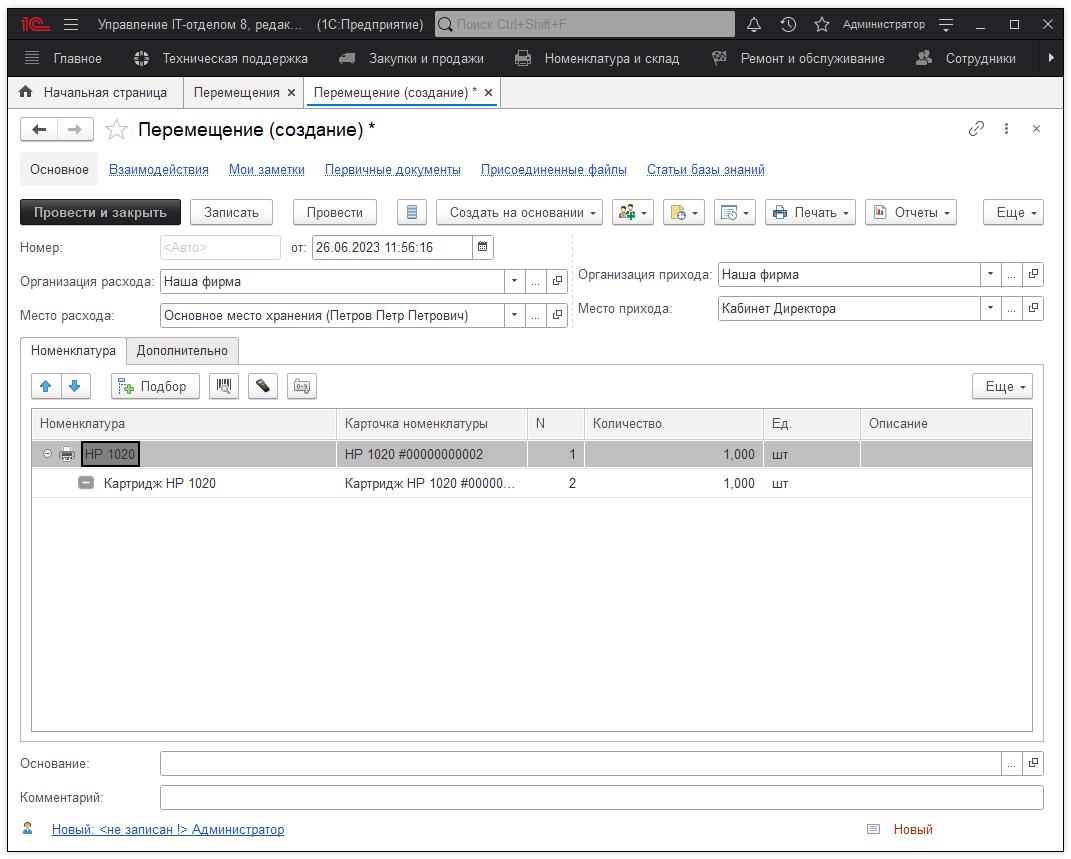 1С Управление IT-отделом 8, редак... (1С:Предприятие) Поиск Ctrl+Shift+F Администратор
Главное Техническая поддержка Закупки и продажи Номенклатура и склад Ремонт и обслуживание Сотрудники
Начальная страница Перемещения × Перемещение (создание) * ×
Перемещение (создание) *
Основное Взаимодействия Мои заметки Первичные документы Присоединенные файлы Статьи базы знаний
Провести и закрыть Записать Провести Создать на основании Печать Отчеты Еще
Номер: <Авто> от: 26.06.2023 11:56:16
Организация расхода: Наша фирма ... Организация прихода: Наша фирма ...
Место расхода: Основное место хранения (Петров Петр Петрович) ... Место прихода: Кабинет Директора ...
Номенклатура Дополнительно
Подбор Еще
Номенклатура Карточка номенклатуры N Количество Ед. Описание
HP 1020 HP 1020 #00000000002 1 1,000 шт
Картридж HP 1020 Картридж HP 1020 #00000... 2 1,000 шт
Основание: ...
Комментарий:
Новый: <не записан !> Администратор Новый